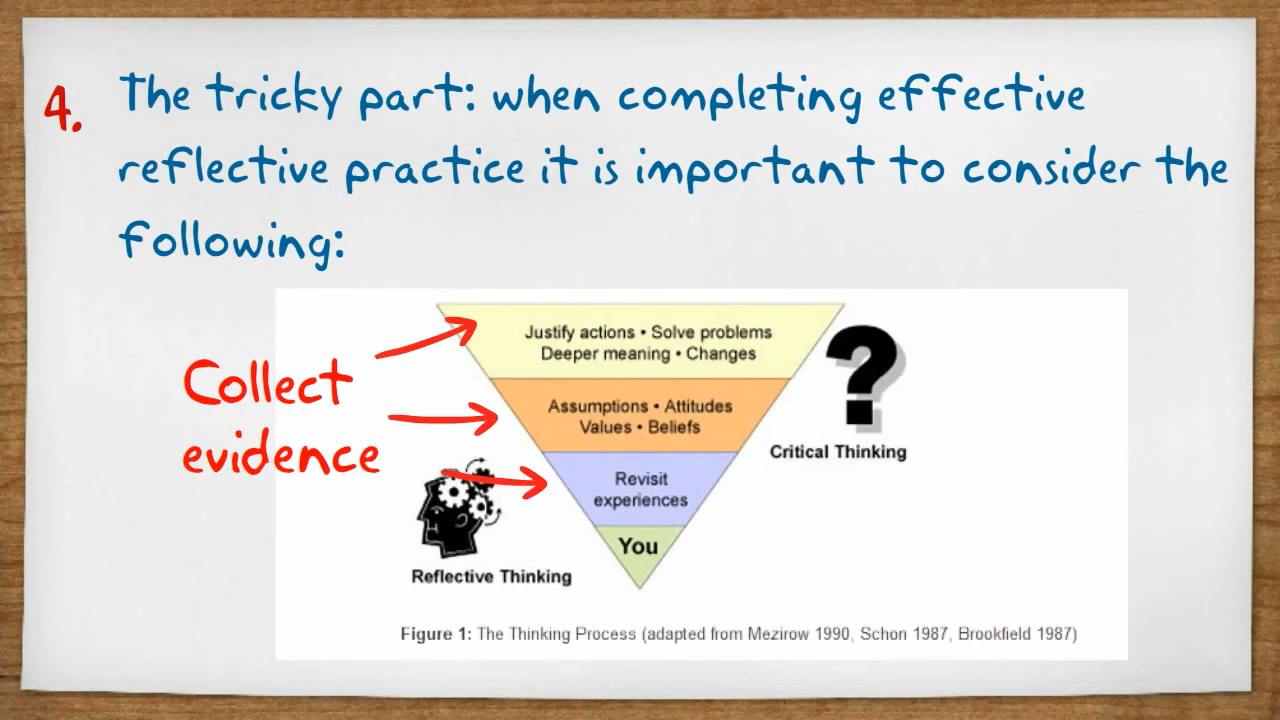 4. The tricky part: when completing effective
reflective practice it is important to consider the
following:
Justify actions • Solve problems
Deeper meaning • Changes
Collect
evidence
Assumptions • Attitudes
Values • Beliefs
Critical Thinking
Revisit
experiences
You
Reflective Thinking
Figure 1: The Thinking Process (adapted from Mezirow 1990, Schon 1987, Brookfield 1987)